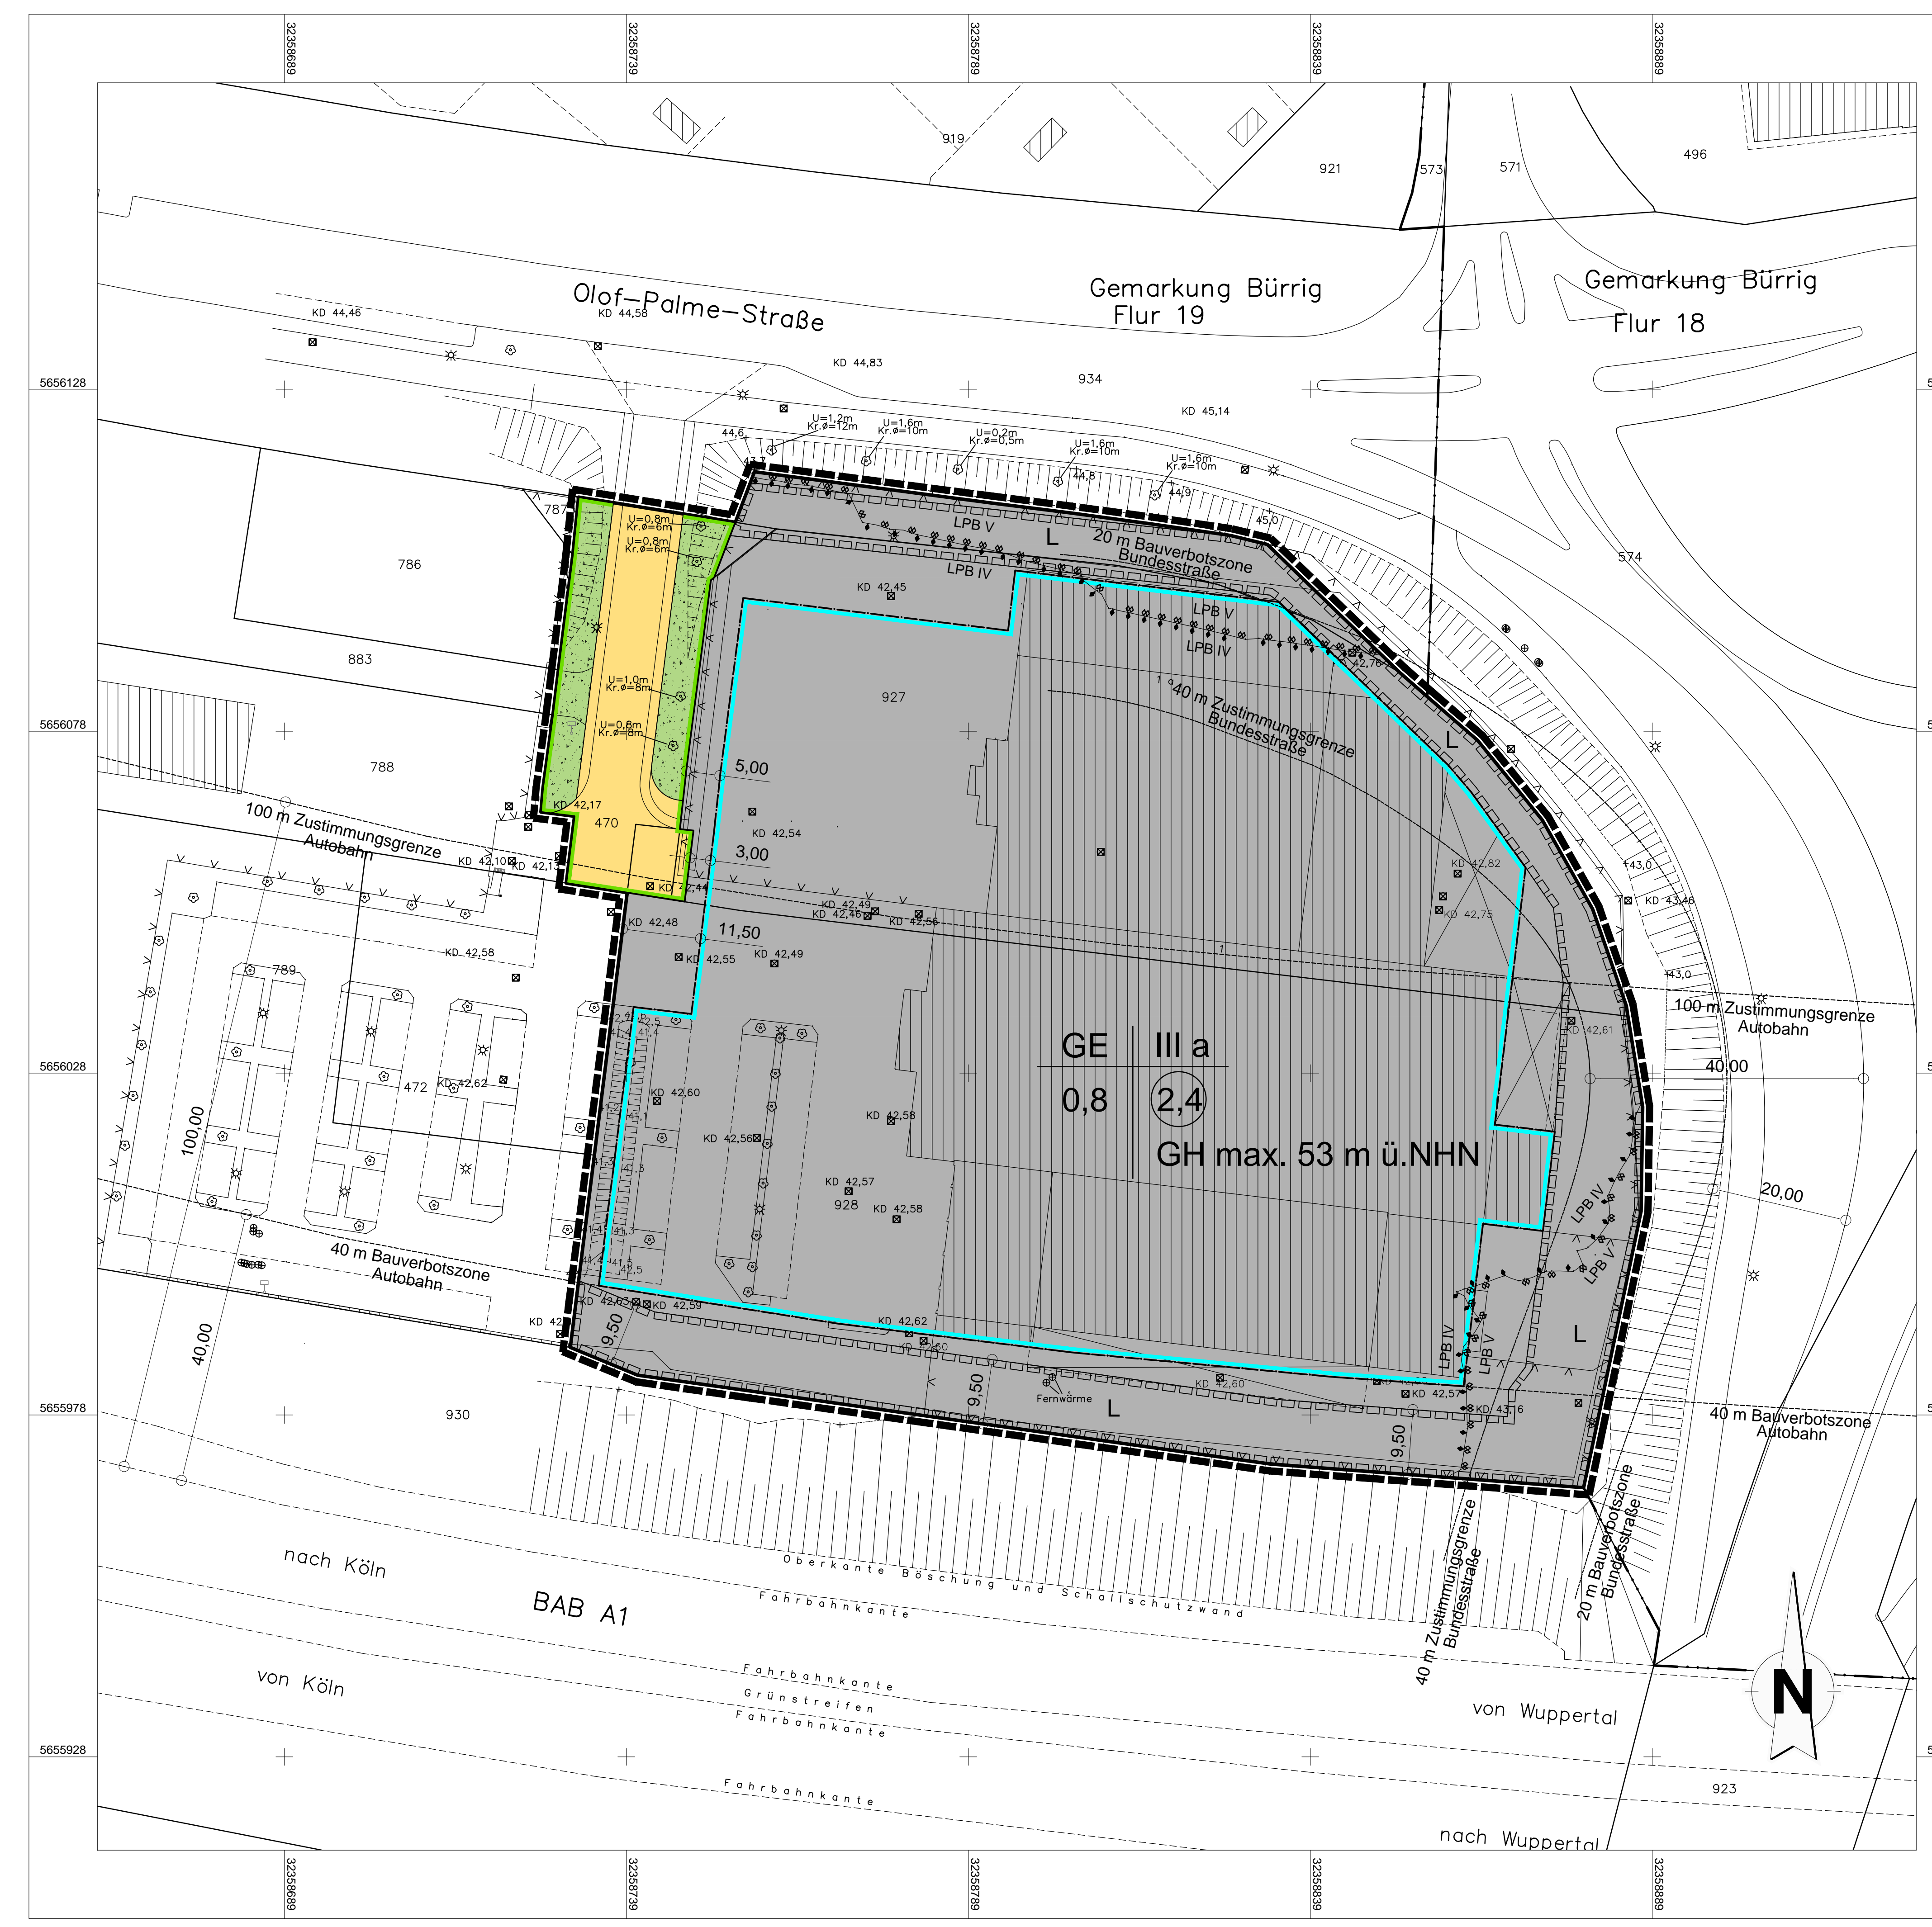 32358689
32358739
32358789
32358839
32358889
919
921
573
571
496
Gemarkung Bürrig
Flur 19
Gemarkung Bürrig
Flur 18
Olof-Palme-Straße
KD 44,46
KD 44,58
KD 44,83
934
KD 45,14
5656128
U=1,2m
Kr.ø=12m
U=1,6m
Kr.ø=10m
U=0,2m
Kr.ø=0,5m
U=1,6m
Kr.ø=10m
U=1,6m
Kr.ø=10m
44,6
44,8
44,9
45,0
787
786
U=0,8m
Kr.ø=6m
U=0,8m
Kr.ø=6m
LPB V
L
20 m Bauverbotszone
Bundesstraße
574
LPB IV
KD 42,45
LPB V
LPB IV
42,76
883
U=1,0m
Kr.ø=8m
927
40 m Zustimmungsgrenze
Bundesstraße
U=0,8m
Kr.ø=8m
L
5656078
788
5,00
KD 42,17
470
100 m Zustimmungsgrenze
Autobahn
KD 42,54
3,00
KD 42,10
KD 42,13
KD 42,82
KD 42,49
KD 42,46
KD 42,56
KD 42,75
43,0
KD 43,46
KD 42,48
11,50
KD 42,58
KD 42,55
KD 42,49
789
43,0
100 m Zustimmungsgrenze
Autobahn
KD 42,61
5656028
GE
III a
0,8
2,4
GH max. 53 m ü.NHN
40,00
472
KD 42,62
KD 42,60
KD 42,58
KD 42,56
100,00
KD 42,57
928
KD 42,58
LPB IV
20,00
LPB V
40 m Bauverbotszone
Autobahn
KD 42,63
KD 42,59
KD 42,62
40,00
9,50
LPB IV
LPB V
L
9,50
Fernwärme
KD 42,60
KD 42,57
L
KD 43,16
9,50
40 m Bauverbotszone
Autobahn
5655978
930
40 m Zustimmungsgrenze
Bundesstraße
20 m Bauverbotszone
Bundesstraße
nach Köln
Oberkante Böschung und Schallschutzwand
Fahrbahnkante
BAB A1
von Köln
Fahrbahnkante
Grünstreifen
Fahrbahnkante
N
von Wuppertal
5655928
Fahrbahnkante
923
nach Wuppertal
32358689
32358739
32358789
32358839
32358889